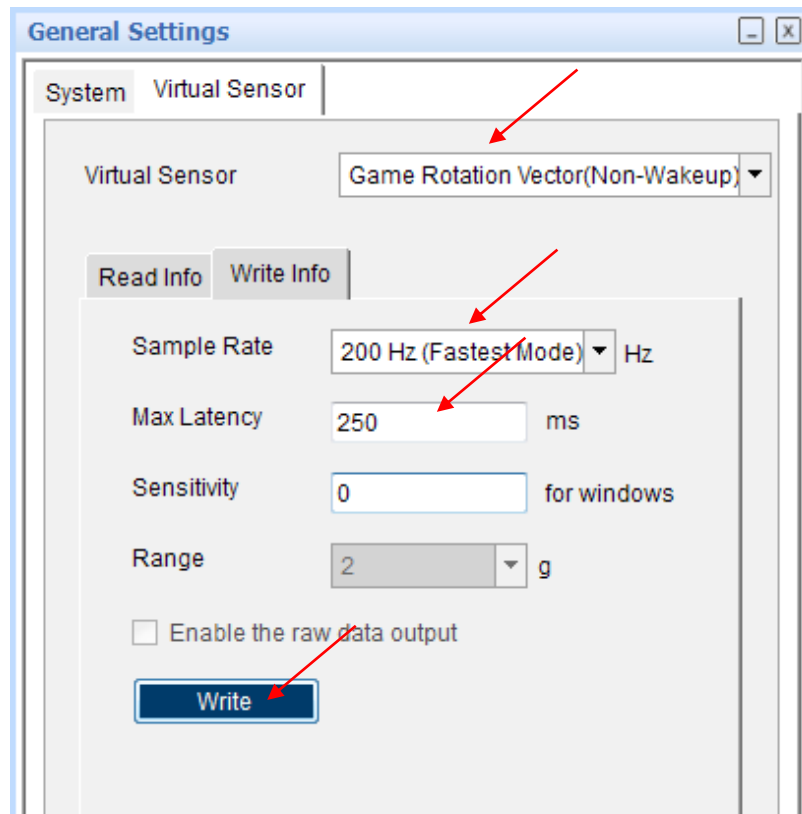 General Settings
System Virtual Sensor
Virtual Sensor Game Rotation Vector(Non-Wakeup)
Read Info Write Info
Sample Rate 200 Hz (Fastest Mode) Hz
Max Latency 250 ms
Sensitivity 0 for windows
Range 2 g
Enable the raw data output
Write